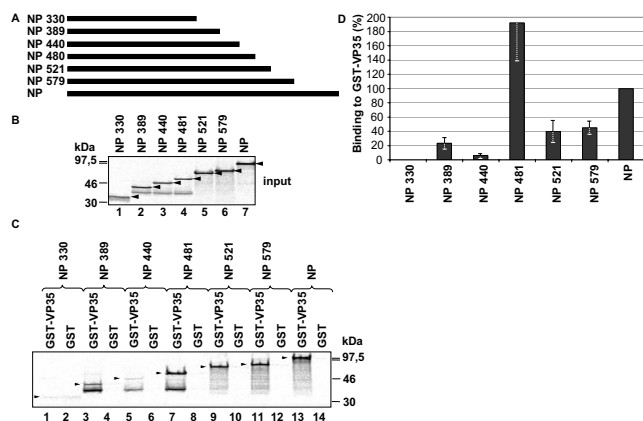 A
NP 330
NP 389
NP 440
NP 480
NP 521
NP 579
NP
B
NP 330
NP 389
NP 440
NP 481
NP 521
NP 579
NP
kDa
97,5
46
30
input
1 2 3 4 5 6 7
C
NP 330
NP 389
NP 440
NP 481
NP 521
NP 579
NP
GST-VP35
GST
GST-VP35
GST
GST-VP35
GST
GST-VP35
GST
GST-VP35
GST
GST-VP35
GST
GST-VP35
GST
kDa
97,5
46
30
1 2 3 4 5 6 7 8 9 10 11 12 13 14
D
Binding to GST-VP35 (%)
200
180
160
140
120
100
80
60
40
20
0
NP 330
NP 389
NP 440
NP 481
NP 521
NP 579
NP